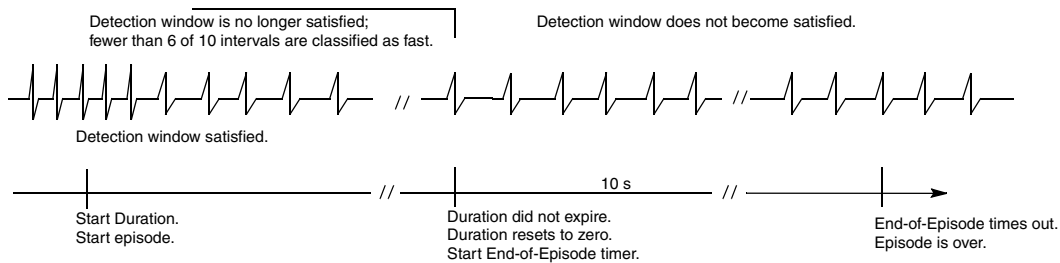 Detection window is no longer satisfied;
fewer than 6 of 10 intervals are classified as fast.
Detection window does not become satisfied.
//
//
Detection window satisfied.
//
10 s
//
Start Duration.
Start episode.
Duration did not expire.
Duration resets to zero.
Start End-of-Episode timer.
End-of-Episode times out.
Episode is over.